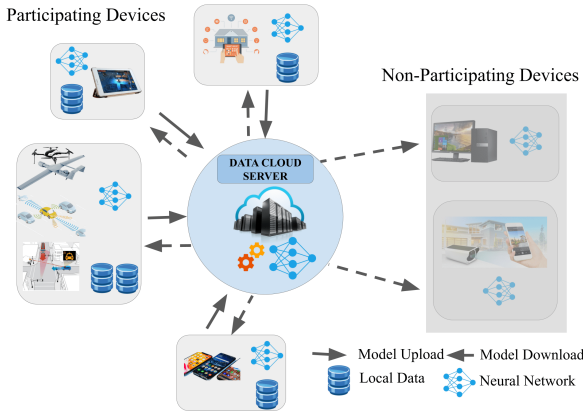 Participating Devices
Non-Participating Devices
DATA CLOUD
SERVER
Model Upload
Model Download
Local Data
Neural Network